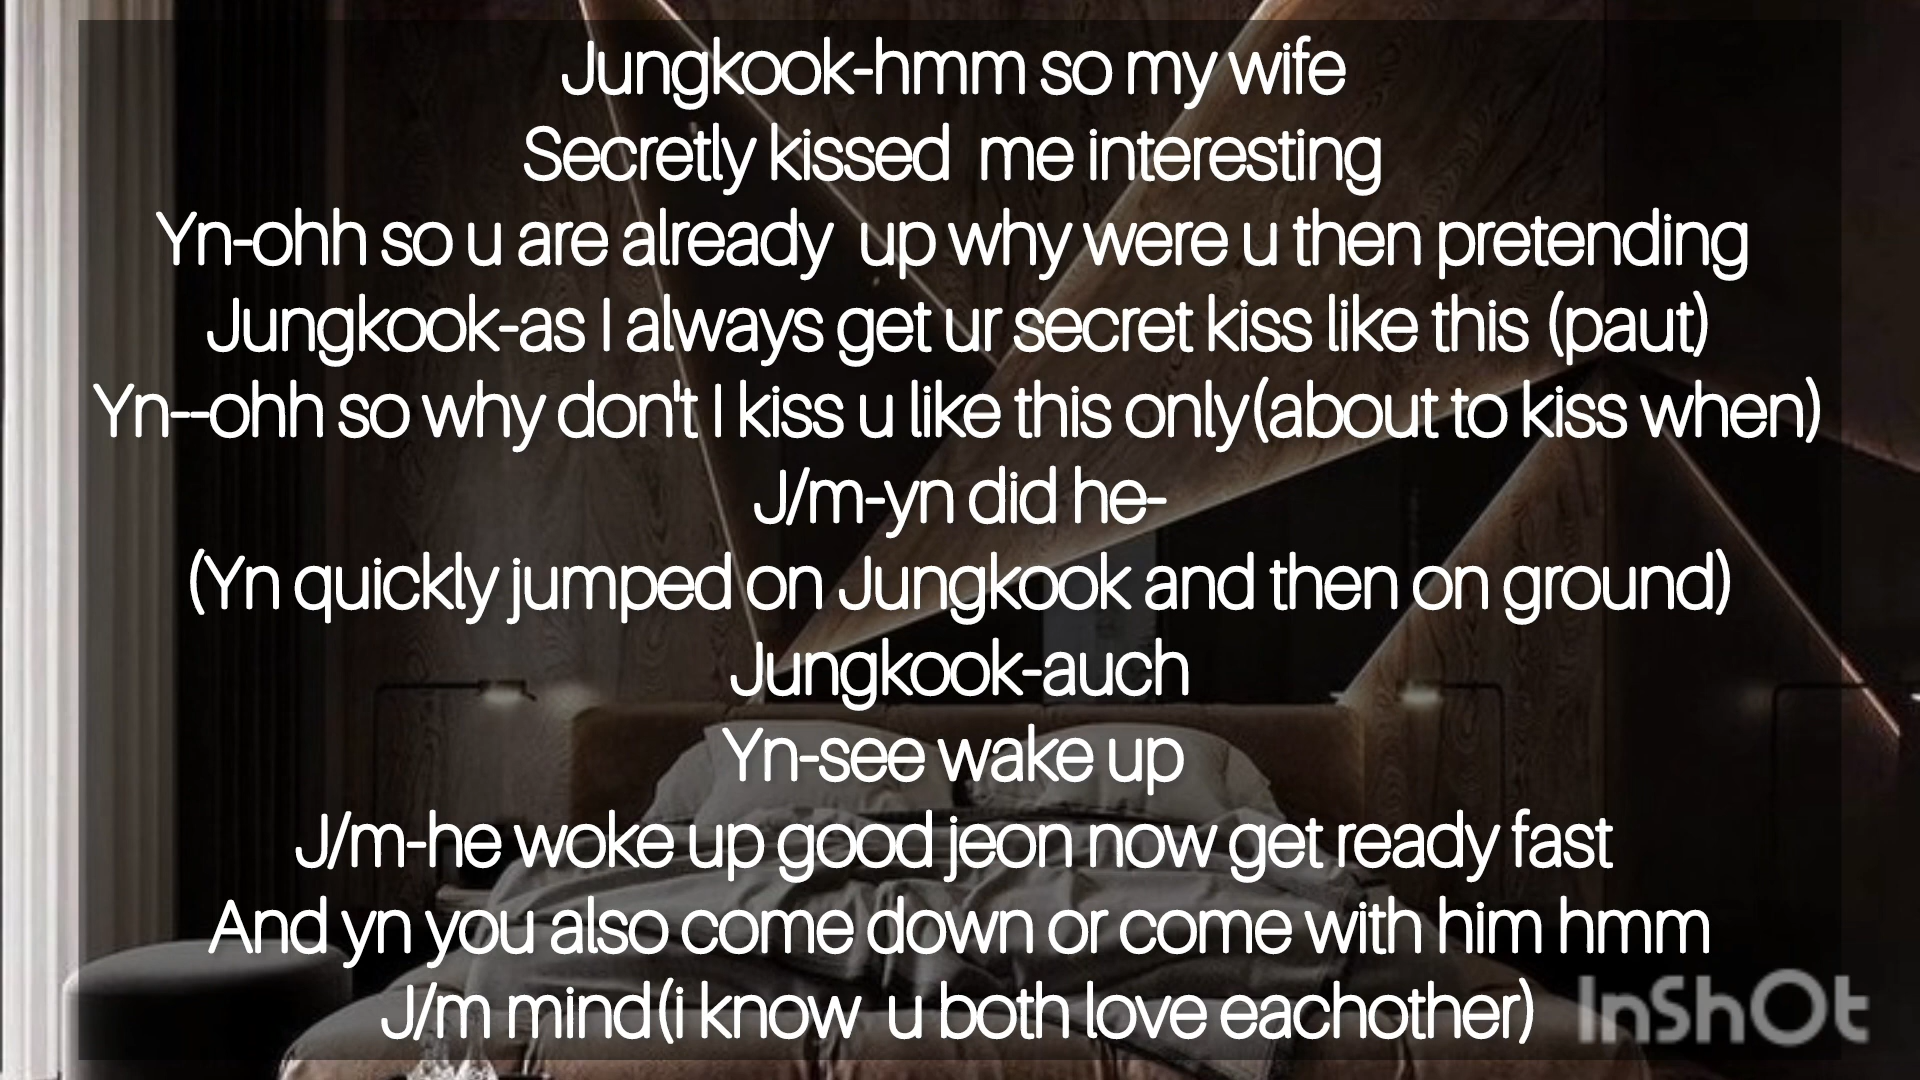 Jungkook-hmm so my wife
Secretly kissed  me interesting
Yn-ohh so u are already  up why were u then pretending
Jungkook-as I always get ur secret kiss like this (paut)
Yn--ohh so why don't I kiss u like this only(about to kiss when)
J/m-yn did he-
(Yn quickly jumped on Jungkook and then on ground)
Jungkook-auch
Yn-see wake up
J/m-he woke up good jeon now get ready fast
And yn you also come down or come with him hmm
J/m mind(i know  u both love eachother)
InShOt